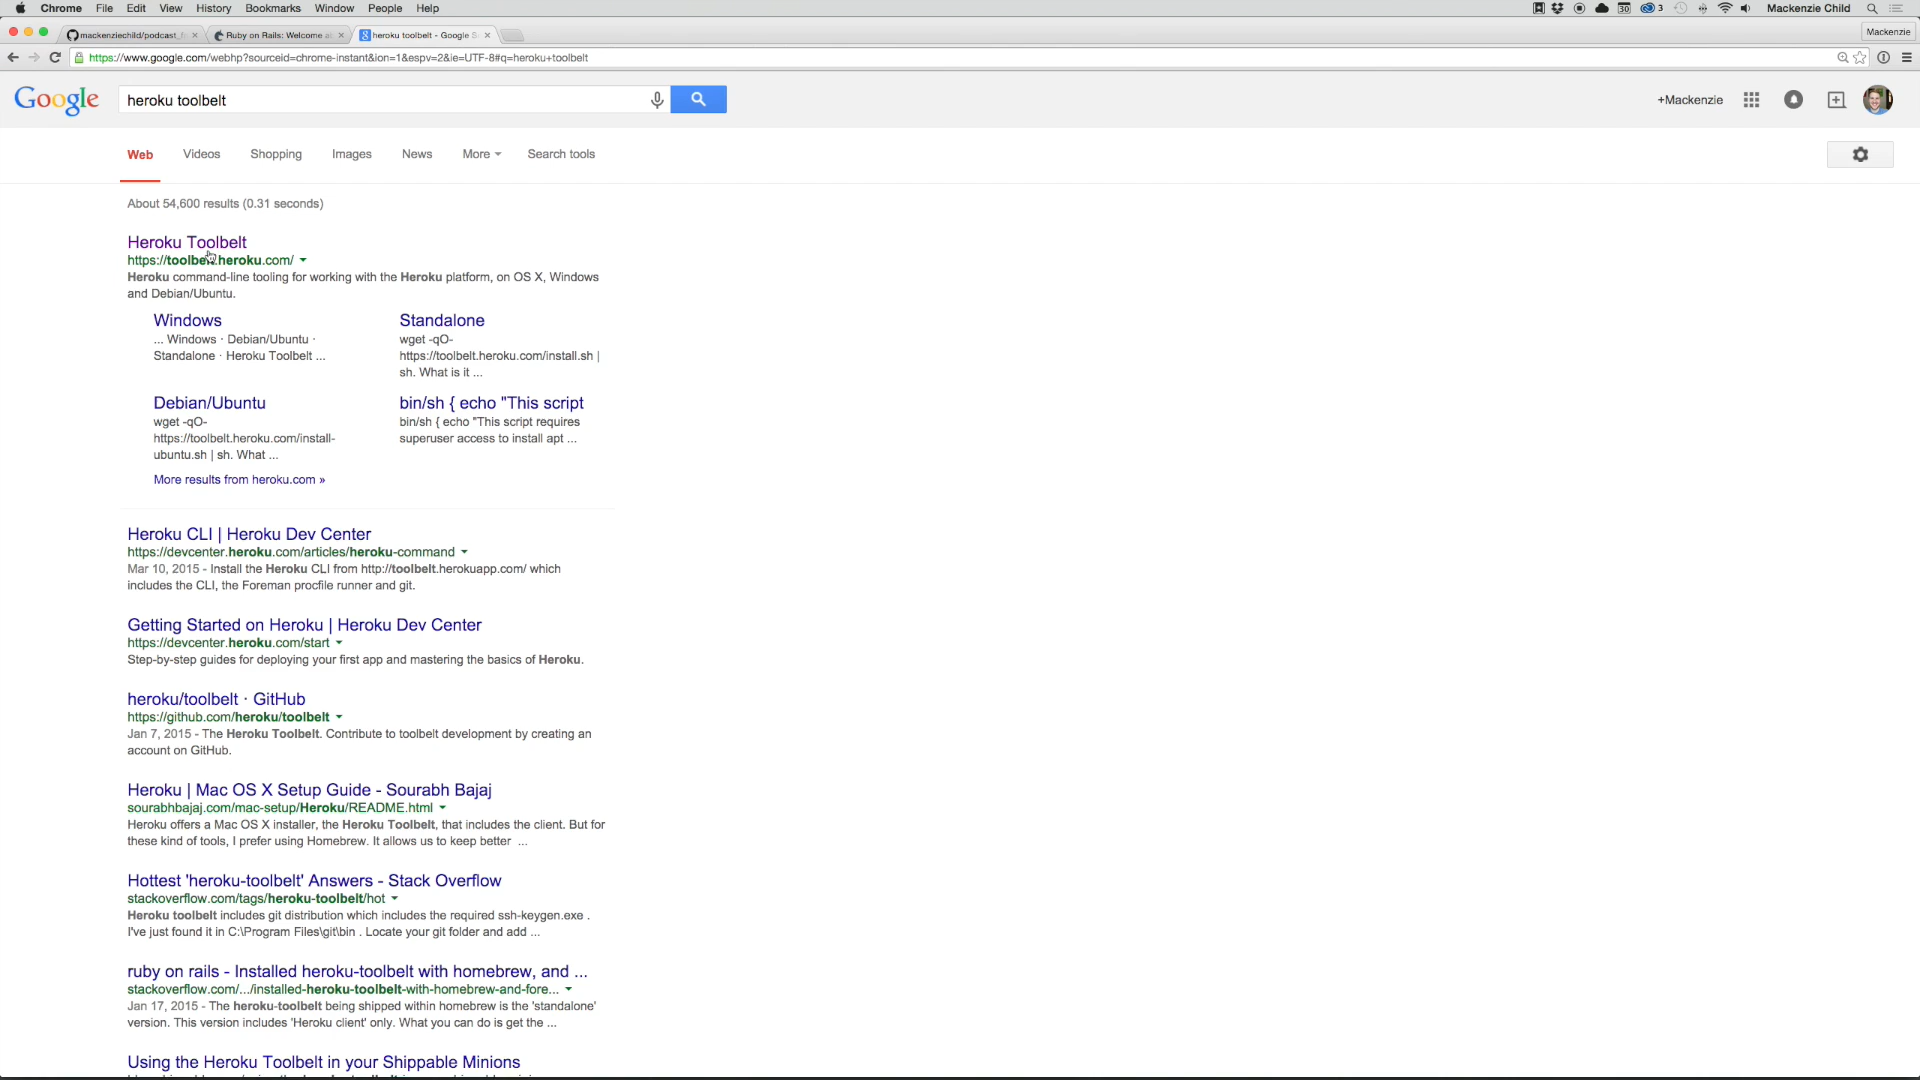 Chrome File Edit View History Bookmarks Window People Help
30 3 Mackenzie Child
mackenziechild/podcast_f Ruby on Rails: Welcome heroku toolbelt - Google S Mackenzie
https://www.google.com/webhp?sourceid=chrome-instant&ion=1&espv=2&ie=UTF-8#q=heroku+toolbelt
Google heroku toolbelt +Mackenzie
Web Videos Shopping Images News More Search tools
About 54,600 results (0.31 seconds)
Heroku Toolbelt
https://toolbelt.heroku.com/
Heroku command-line tooling for working with the Heroku platform, on OS X, Windows
and Debian/Ubuntu.
Windows
... Windows · Debian/Ubuntu ·
Standalone · Heroku Toolbelt ...
Standalone
wget -qO-
https://toolbelt.heroku.com/install.sh |
sh. What is it ...
Debian/Ubuntu
wget -qO-
https://toolbelt.heroku.com/install-
ubuntu.sh | sh. What ...
bin/sh { echo "This script
bin/sh { echo "This script requires
superuser access to install apt ...
More results from heroku.com »
Heroku CLI | Heroku Dev Center
https://devcenter.heroku.com/articles/heroku-command
Mar 10, 2015 - Install the Heroku CLI from http://toolbelt.herokuapp.com/ which
includes the CLI, the Foreman procfile runner and git.
Getting Started on Heroku | Heroku Dev Center
https://devcenter.heroku.com/start
Step-by-step guides for deploying your first app and mastering the basics of Heroku.
heroku/toolbelt · GitHub
https://github.com/heroku/toolbelt
Jan 7, 2015 - The Heroku Toolbelt. Contribute to toolbelt development by creating an
account on GitHub.
Heroku | Mac OS X Setup Guide - Sourabh Bajaj
sourabhbajaj.com/mac-setup/Heroku/README.html
Heroku offers a Mac OS X installer, the Heroku Toolbelt, that includes the client. But for
these kind of tools, I prefer using Homebrew. It allows us to keep better ...
Hottest 'heroku-toolbelt' Answers - Stack Overflow
stackoverflow.com/tags/heroku-toolbelt/hot
Heroku toolbelt includes git distribution which includes the required ssh-keygen.exe .
I've just found it in C:\Program Files\git\bin . Locate your git folder and add ...
ruby on rails - Installed heroku-toolbelt with homebrew, and ...
stackoverflow.com/.../installed-heroku-toolbelt-with-homebrew-and-fore...
Jan 17, 2015 - The heroku-toolbelt being shipped within homebrew is the 'standalone'
version. This version includes 'Heroku client' only. What you can do is get the ...
Using the Heroku Toolbelt in your Shippable Minions